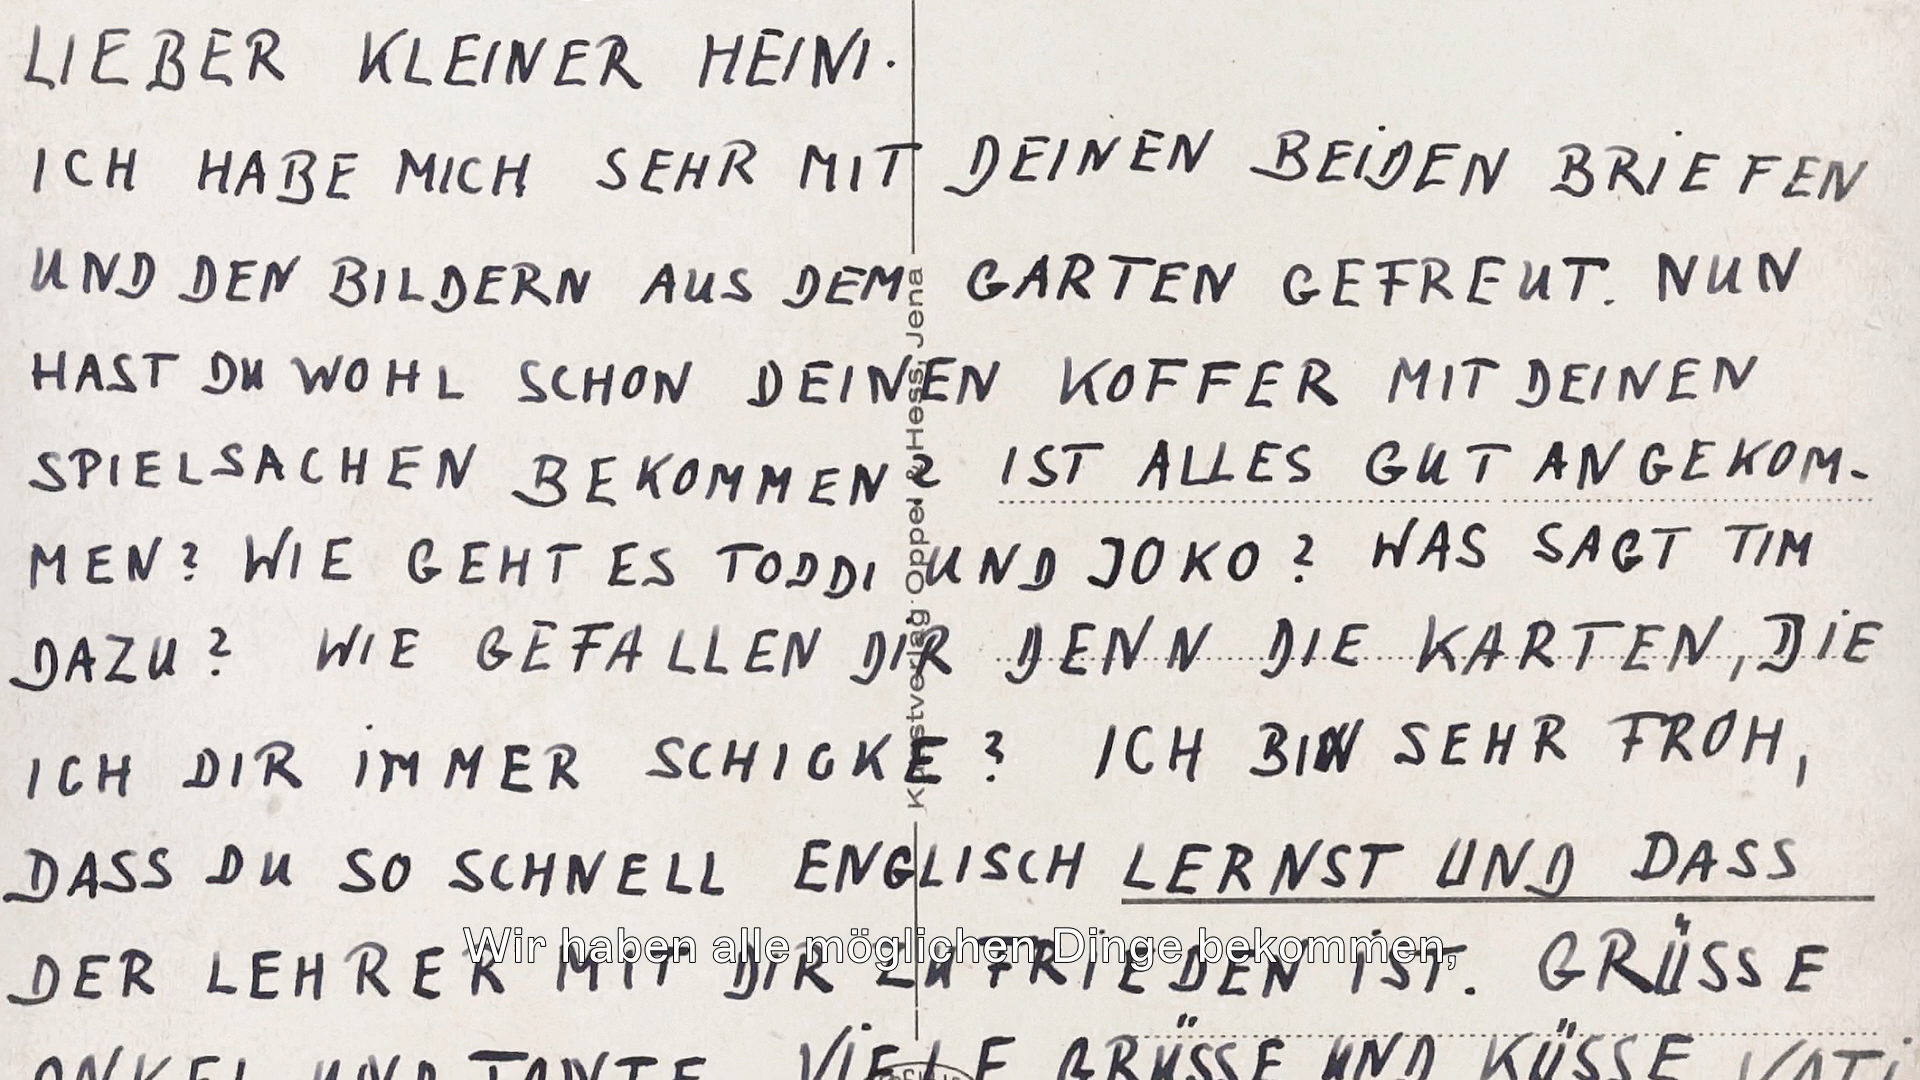 LIEBER KLEINER HEINI.
ICH HABE MICH SEHR MIT DEINEN BEIDEN BRIEFEN
UND DEN BILDERN AUS DEM GARTEN GEFREUT. NUN
HAST DU WOHL SCHON DEINEN KOFFER MIT DEINEN
SPIELSACHEN BEKOMMEN? IST ALLES GUT ANGEKOM-
MEN? WIE GEHT ES TODDI UND JOKO? WAS SAGT TIM
DAZU? WIE GEFALLEN DIR DENN DIE KARTEN, DIE
ICH DIR IMMER SCHICKE? ICH BIN SEHR FROH,
DASS DU SO SCHNELL ENGLISCH LERNST UND DASS
DER LEHRER MIT DIR ZUFRIEDEN IST. GRÜSSE
ONKEL UND TANTE. VIELE GRÜSSE UND KÜSSE VATI
Kunstverlag Oppel & Hess, Jena
Wir haben alle möglichen Dinge bekommen,